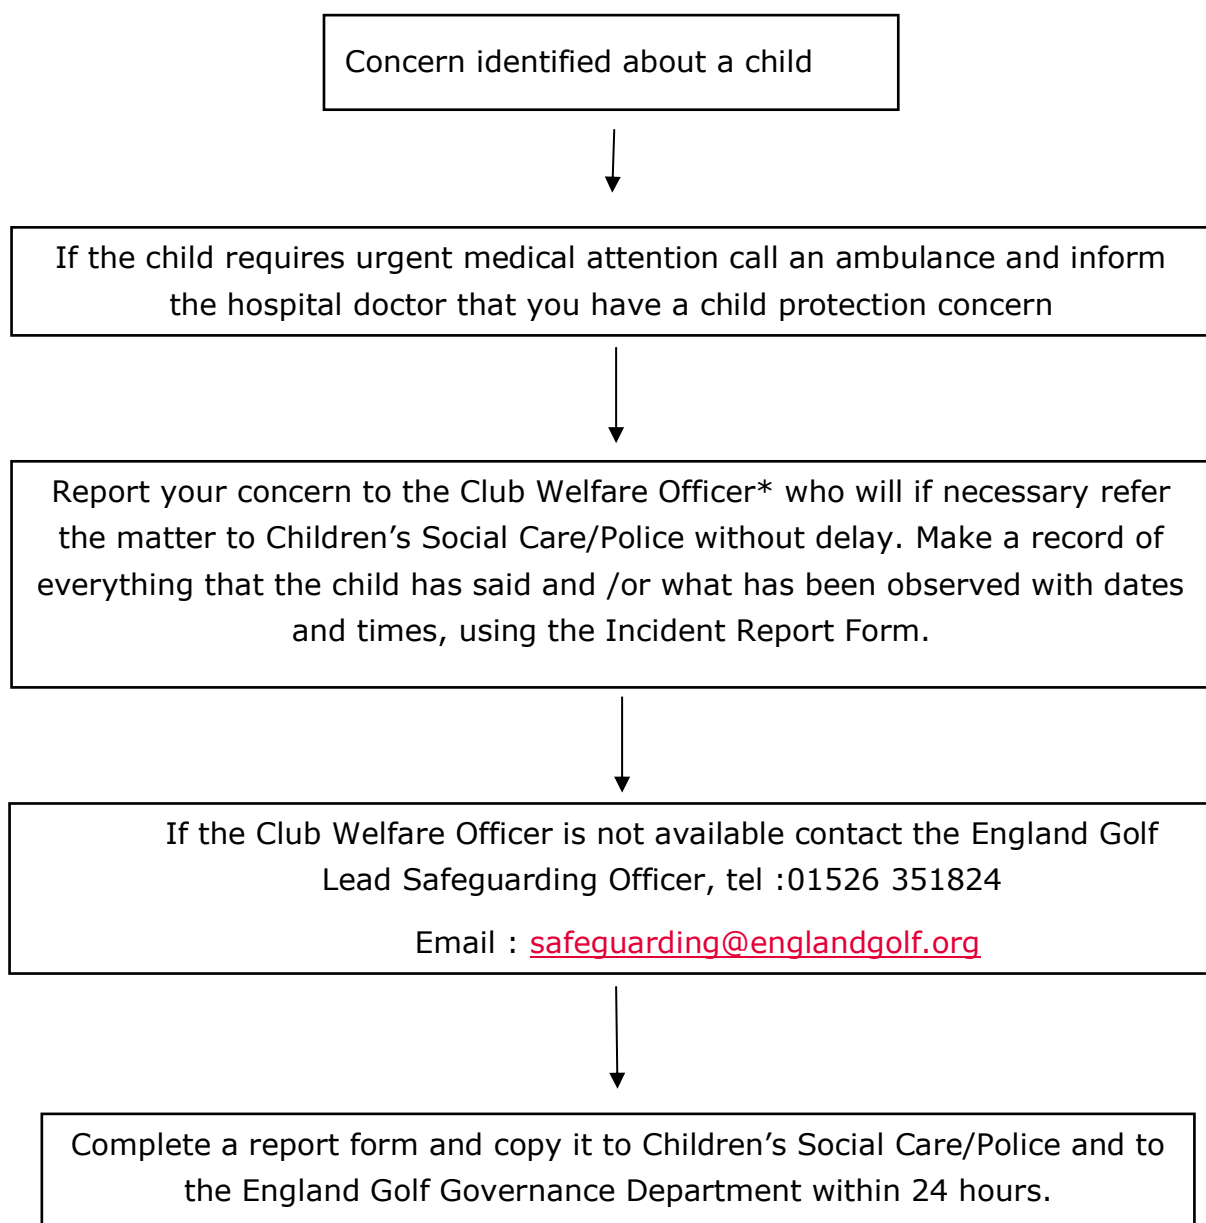 Concern identified about a child
If the child requires urgent medical attention call an ambulance and inform
the hospital doctor that you have a child protection concern
Report your concern to the Club Welfare Officer* who will if necessary refer
the matter to Children’s Social Care/Police without delay. Make a record of
everything that the child has said and /or what has been observed with dates
and times, using the Incident Report Form.
If the Club Welfare Officer is not available contact the England Golf
Lead Safeguarding Officer, tel :01526 351824
Email : safeguarding@englandgolf.org
Complete a report form and copy it to Children’s Social Care/Police and to
the England Golf Governance Department within 24 hours.